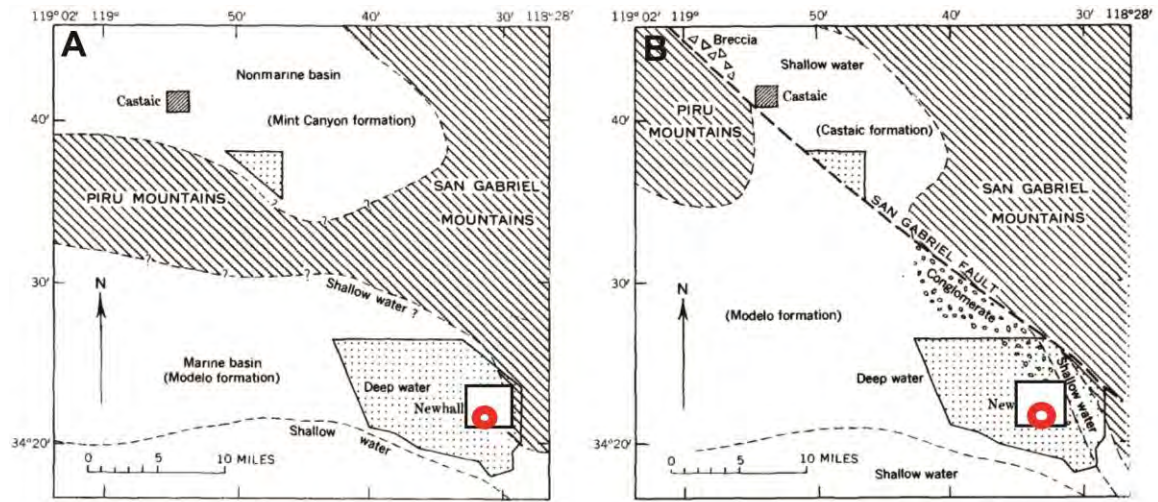 119°02' 119° 50' 40' 30' 118°28'
A
Nonmarine basin
Castaic
(Mint Canyon formation)
40'
PIRU MOUNTAINS
SAN GABRIEL
MOUNTAINS
?
?
?
?
?
30'
N
Shallow water ?
Marine basin
(Modelo formation)
Deep water
Newhall
34°20'
Shallow
water
0 5 10 MILES
119°02' 119° 50' 40' 30' 118°28'
B
Breccia
Shallow water
Castaic
PIRU
MOUNTAINS
40'
(Castaic formation)
SAN GABRIEL
MOUNTAINS
SAN GABRIEL FAULT
Conglomerate
30'
N
(Modelo formation)
Deep water
New
Shallow water
34°20'
0 5 10 MILES
Shallow water